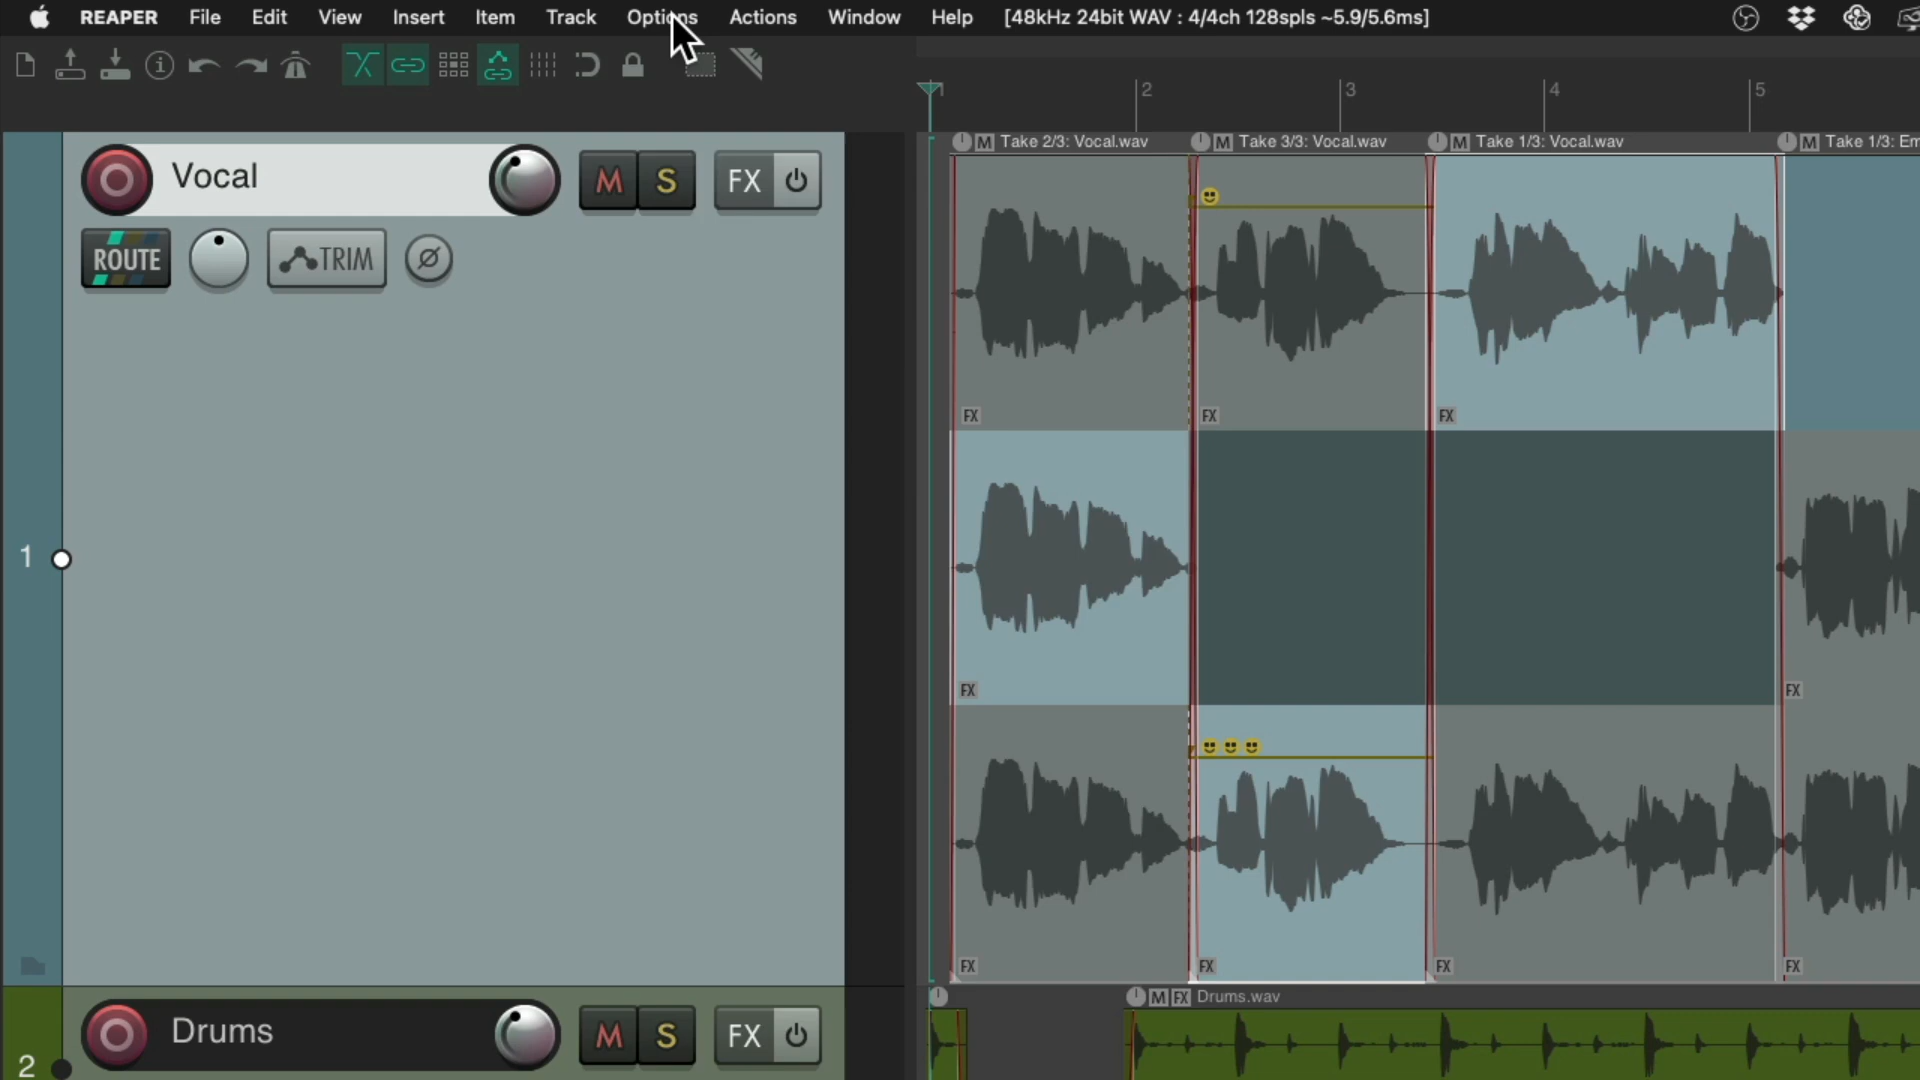 REAPER File Edit View Insert Item Track Options Actions Window Help [48kHz 24bit WAV : 4/4ch 128spls ~5.9/5.6ms]
1 2 3 4 5
M Take 2/3: Vocal.wav M Take 3/3: Vocal.wav M Take 1/3: Vocal.wav M Take 1/3: Em
Vocal M S FX
ROUTE TRIM
FX FX FX
1
FX FX
FX FX FX FX
M FX Drums.wav
Drums M S FX
2